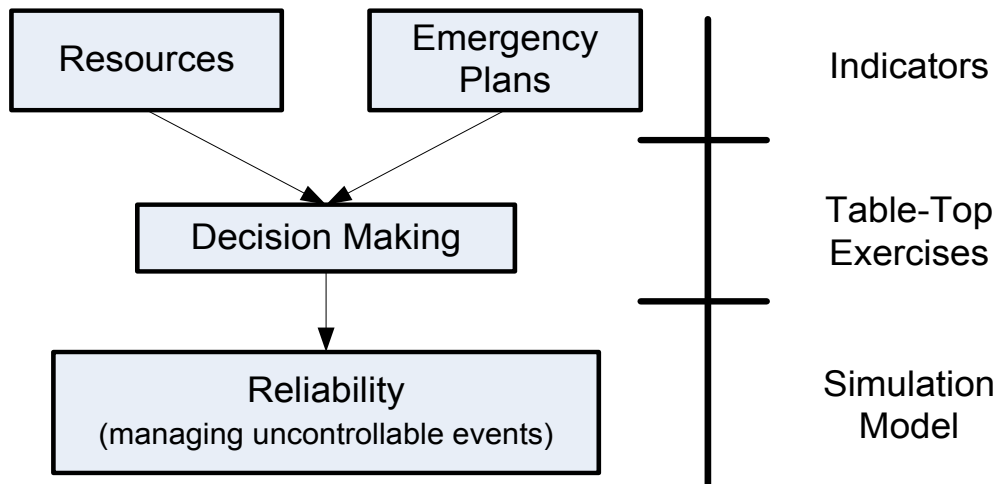 Resources
Emergency
Plans
Indicators
Decision Making
Table-Top
Exercises
Reliability
(managing uncontrollable events)
Simulation
Model